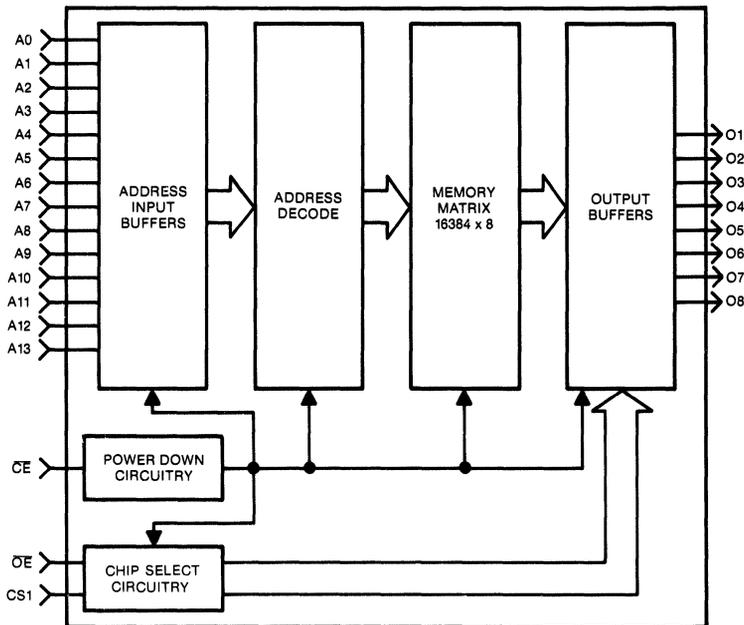 A0
A1
A2
A3
A4
A5
A6
A7
A8
A9
A10
A11
A12
A13
ADDRESS
INPUT
BUFFERS
ADDRESS
DECODE
MEMORY
MATRIX
16384 x 8
OUTPUT
BUFFERS
O1
O2
O3
O4
O5
O6
O7
O8
C̅E̅
POWER DOWN
CIRCUITRY
O̅E̅
CS1
CHIP SELECT
CIRCUITRY